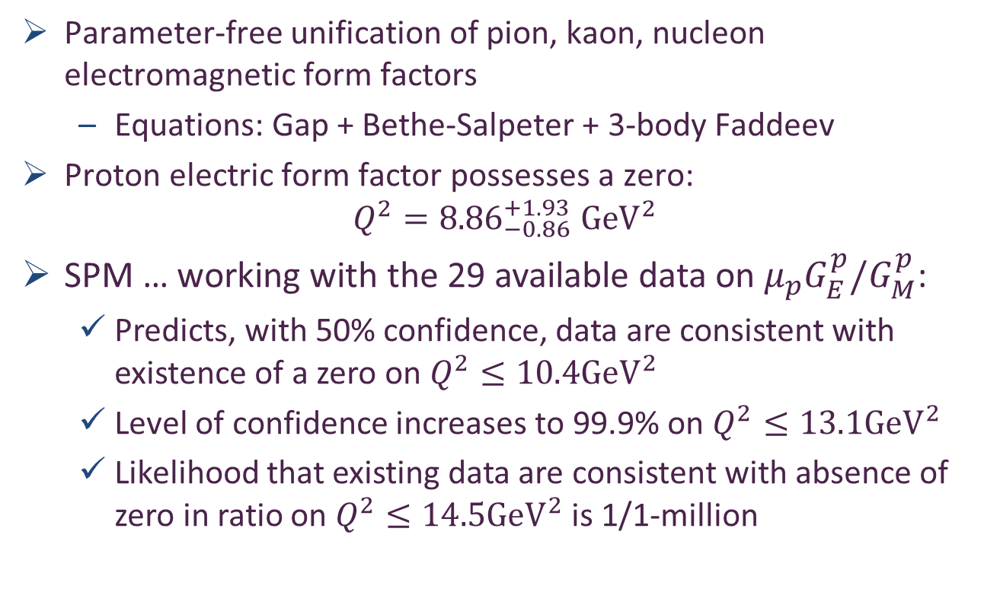 ➢ Parameter-free unification of pion, kaon, nucleon
electromagnetic form factors
– Equations: Gap + Bethe-Salpeter + 3-body Faddeev
➢ Proton electric form factor possesses a zero:
$Q^2 = 8.86^{+1.93}_{-0.86}\ \mathrm{GeV}^2$
➢ SPM ... working with the 29 available data on $\mu_p G_E^p/G_M^p$:
✓ Predicts, with 50% confidence, data are consistent with
existence of a zero on $Q^2 \leq 10.4\mathrm{GeV}^2$
✓ Level of confidence increases to 99.9% on $Q^2 \leq 13.1\mathrm{GeV}^2$
✓ Likelihood that existing data are consistent with absence of
zero in ratio on $Q^2 \leq 14.5\mathrm{GeV}^2$ is 1/1-million